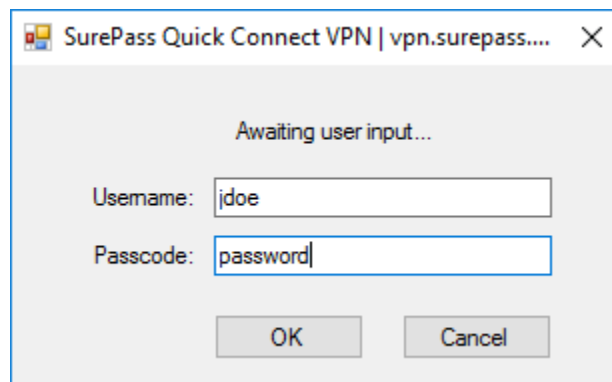 SurePass Quick Connect VPN | vpn.surepass....
Awaiting user input...
Username: jdoe
Passcode: password
OK Cancel